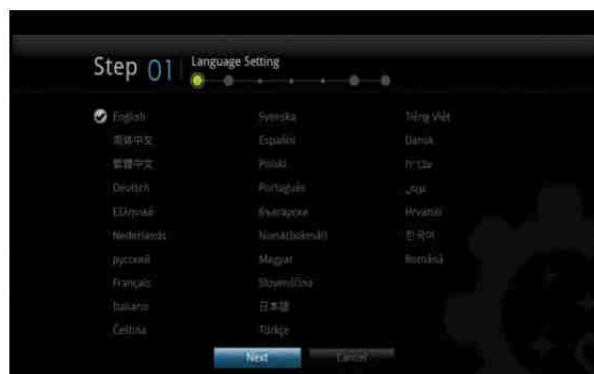 Step 01 Language Setting
English
简体中文
繁體中文
Deutsch
Ελληνικά
Nederlands
русский
Français
Italiano
Čeština
Svenska
Español
Polski
Português
български
Norsk(bokmål)
Magyar
Slovenščina
日本語
Türkçe
Tiếng Việt
Dansk
עברית
عربي
Hrvatski
한국어
Română
Next
Cancel